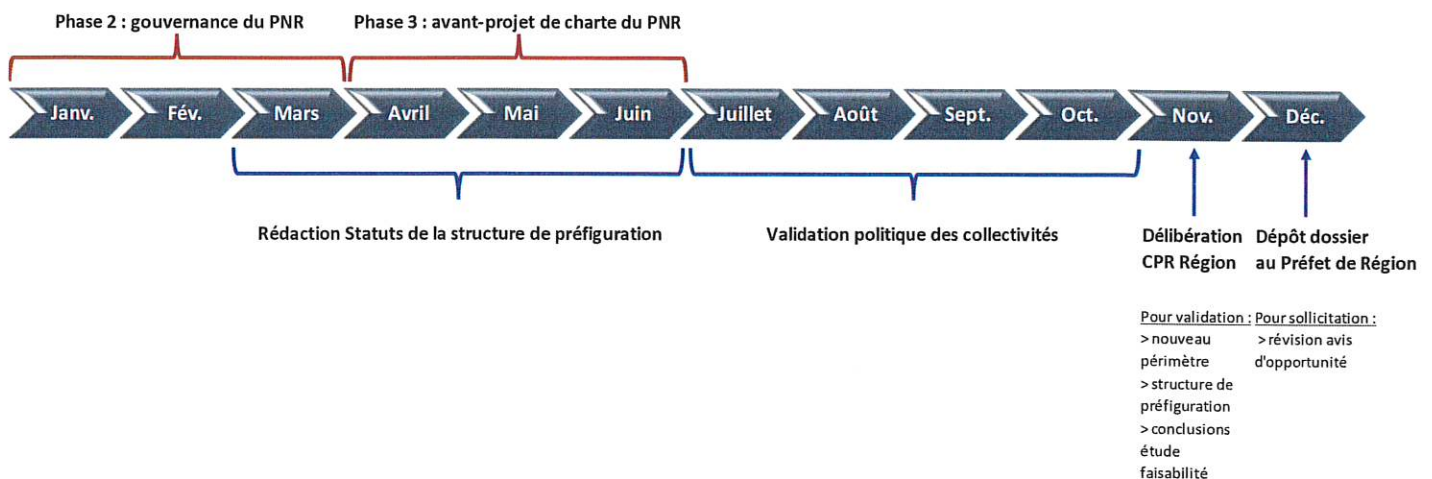 Phase 2 : gouvernance du PNR
Phase 3 : avant-projet de charte du PNR
Janv.
Fév.
Mars
Avril
Mai
Juin
Juillet
Août
Sept.
Oct.
Nov.
Déc.
Rédaction Statuts de la structure de préfiguration
Validation politique des collectivités
Délibération
CPR Région
Dépôt dossier
au Préfet de Région
Pour validation :
> nouveau
périmètre
> structure de
préfiguration
> conclusions
étude
faisabilité
Pour sollicitation :
> révision avis
d'opportunité